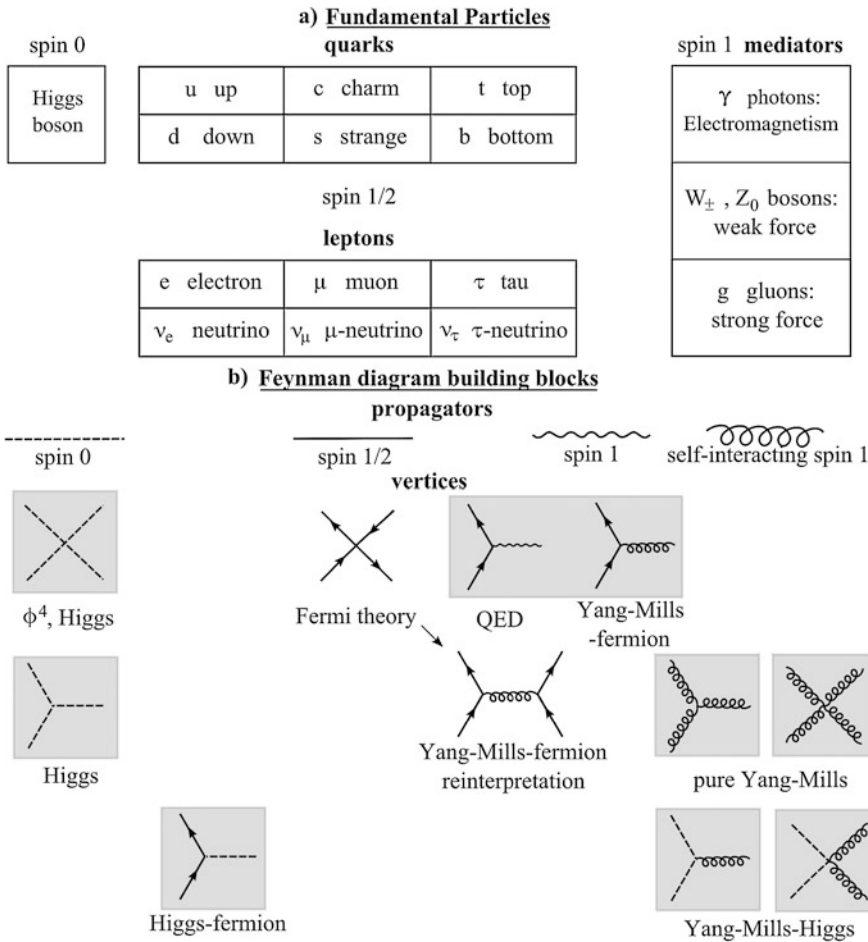 a) Fundamental Particles
spin 0
quarks
spin 1 mediators
Higgs
boson
u up
c charm
t top
d down
s strange
b bottom
γ photons:
Electromagnetism
spin 1/2
W± , Z0 bosons:
weak force
leptons
e electron
μ muon
τ tau
νe neutrino
νμ μ-neutrino
ντ τ-neutrino
g gluons:
strong force
b) Feynman diagram building blocks
propagators
spin 0
spin 1/2
spin 1
self-interacting spin 1
vertices
ϕ4, Higgs
Fermi theory
QED
Yang-Mills
-fermion
Higgs
Yang-Mills-fermion
reinterpretation
pure Yang-Mills
Higgs-fermion
Yang-Mills-Higgs